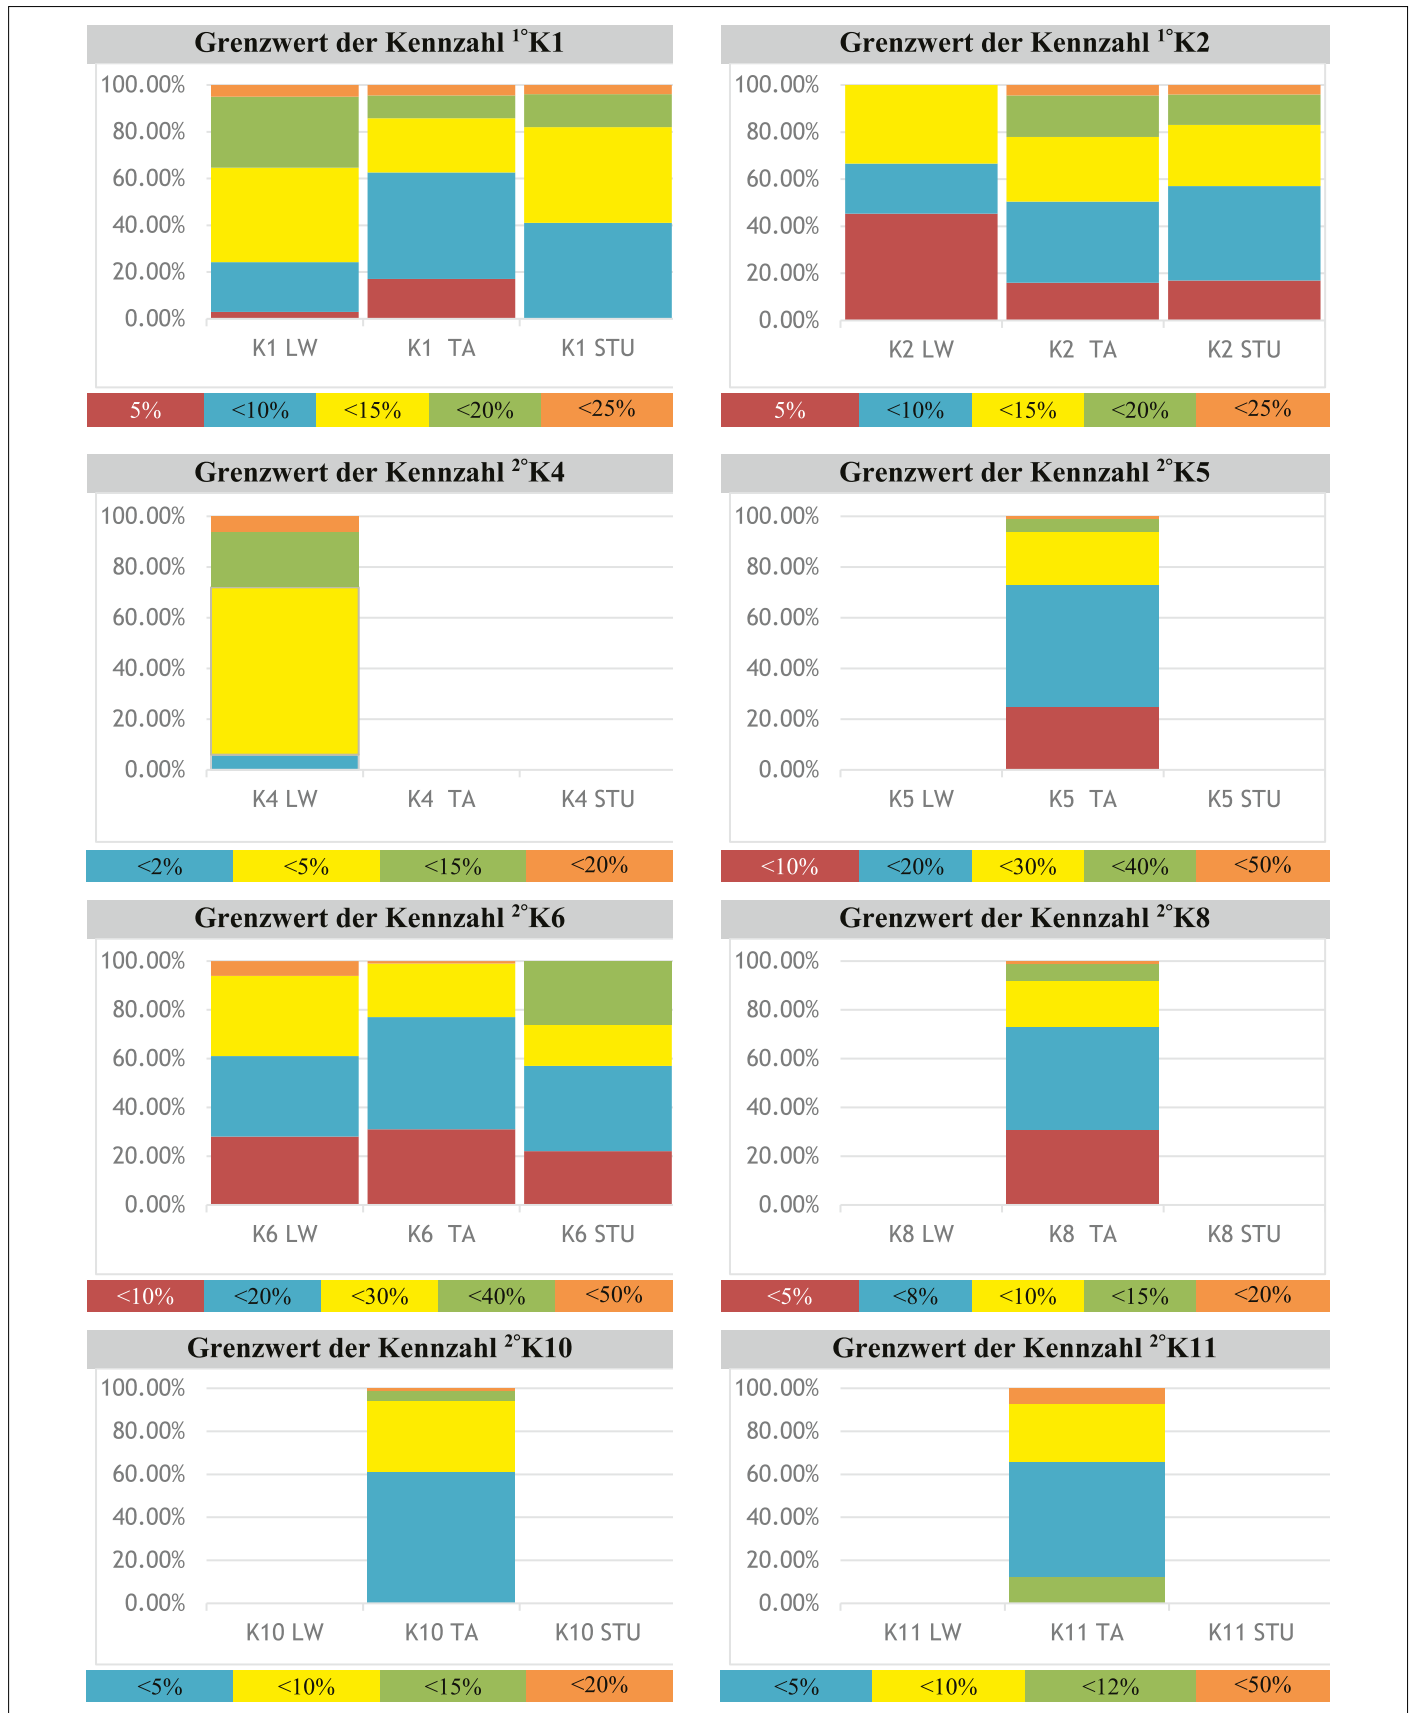 Grenzwert der Kennzahl 1°K1
100.00%
80.00%
60.00%
40.00%
20.00%
0.00%
K1 LW K1 TA K1 STU
5% <10% <15% <20% <25%
Grenzwert der Kennzahl 1°K2
100.00%
80.00%
60.00%
40.00%
20.00%
0.00%
K2 LW K2 TA K2 STU
5% <10% <15% <20% <25%
Grenzwert der Kennzahl 2°K4
100.00%
80.00%
60.00%
40.00%
20.00%
0.00%
K4 LW K4 TA K4 STU
<2% <5% <15% <20%
Grenzwert der Kennzahl 2°K5
100.00%
80.00%
60.00%
40.00%
20.00%
0.00%
K5 LW K5 TA K5 STU
<10% <20% <30% <40% <50%
Grenzwert der Kennzahl 2°K6
100.00%
80.00%
60.00%
40.00%
20.00%
0.00%
K6 LW K6 TA K6 STU
<10% <20% <30% <40% <50%
Grenzwert der Kennzahl 2°K8
100.00%
80.00%
60.00%
40.00%
20.00%
0.00%
K8 LW K8 TA K8 STU
<5% <8% <10% <15% <20%
Grenzwert der Kennzahl 2°K10
100.00%
80.00%
60.00%
40.00%
20.00%
0.00%
K10 LW K10 TA K10 STU
<5% <10% <15% <20%
Grenzwert der Kennzahl 2°K11
100.00%
80.00%
60.00%
40.00%
20.00%
0.00%
K11 LW K11 TA K11 STU
<5% <10% <12% <50%